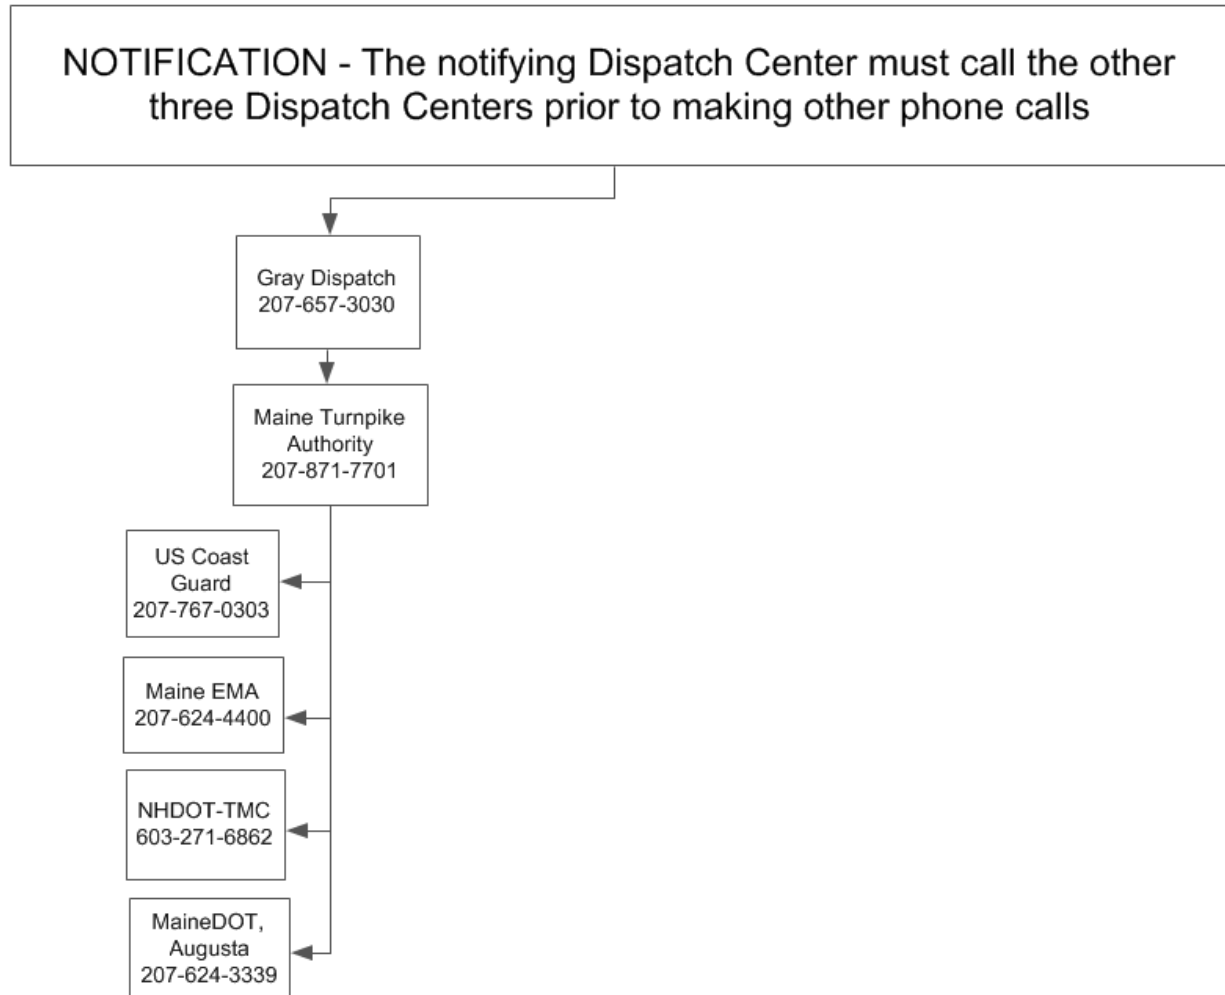 NOTIFICATION - The notifying Dispatch Center must call the other
three Dispatch Centers prior to making other phone calls
Gray Dispatch
207-657-3030
Maine Turnpike
Authority
207-871-7701
US Coast
Guard
207-767-0303
Maine EMA
207-624-4400
NHDOT-TMC
603-271-6862
MaineDOT,
Augusta
207-624-3339